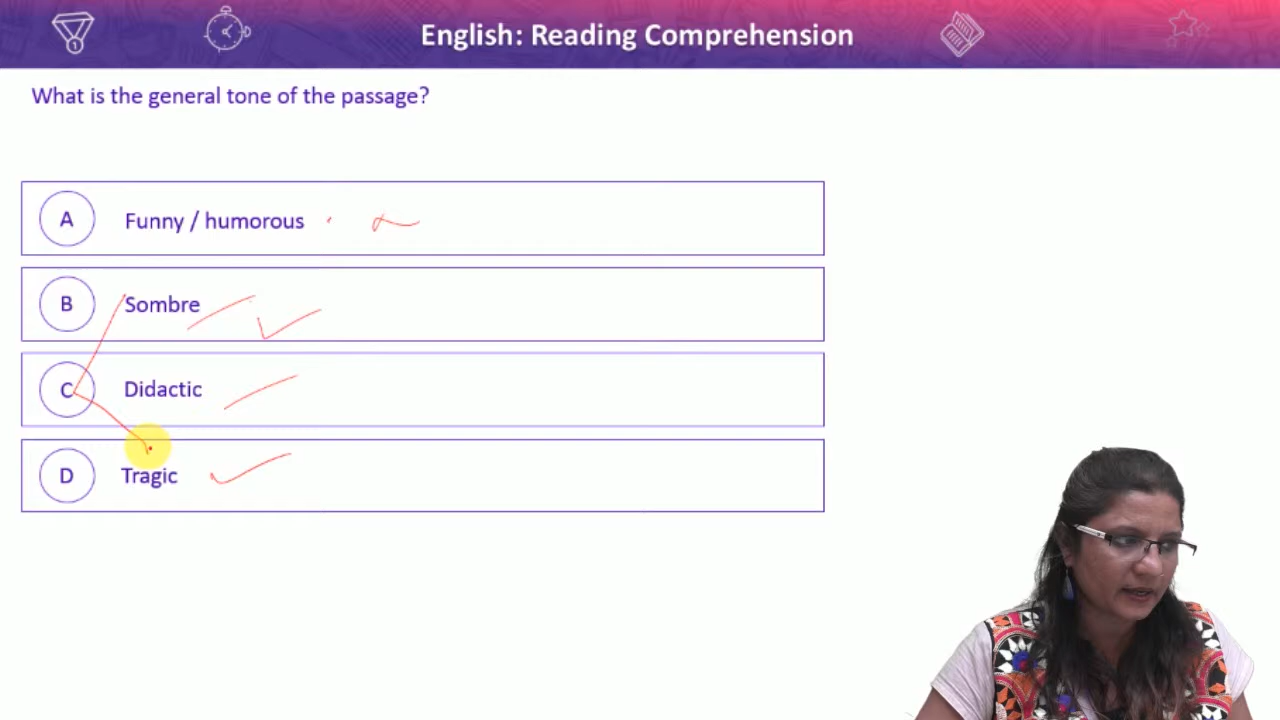 English: Reading Comprehension
What is the general tone of the passage?
A Funny / humorous
B Sombre
C Didactic
D Tragic